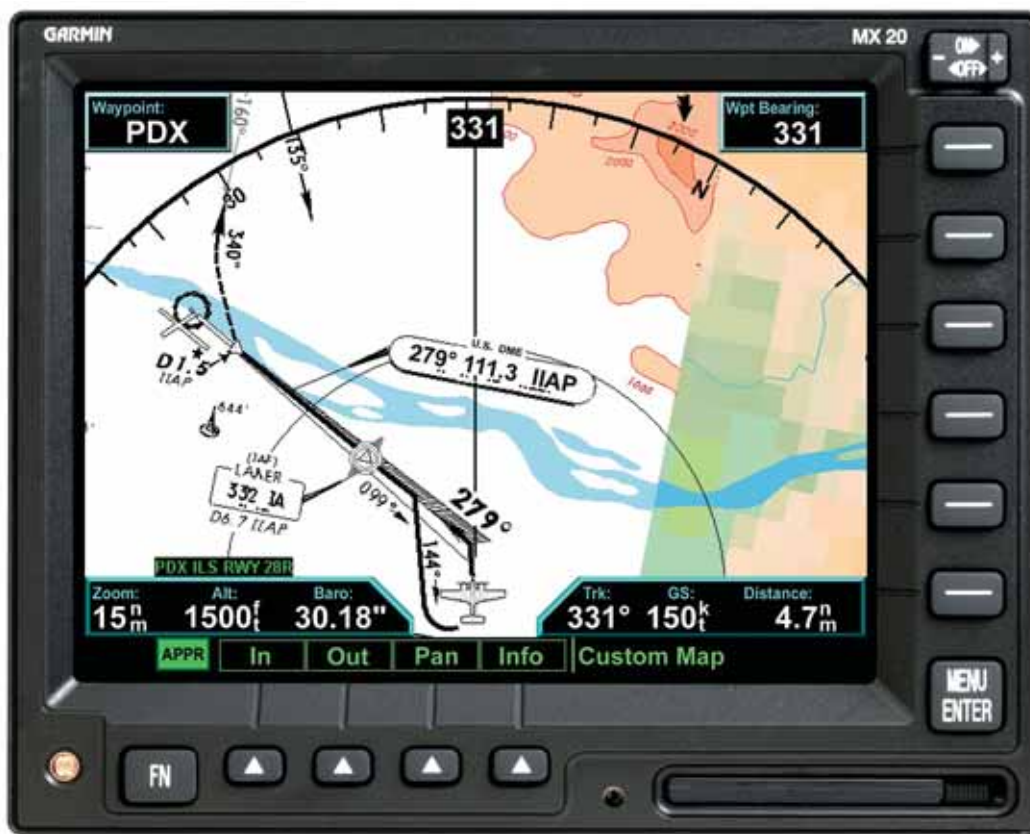 GARMIN
MX 20
ON
- +
OFF
Waypoint:
PDX
160°
135°
331
2000
2000
Wpt Bearing:
331
N
30
340°
U.S. DME
279° 111.3 IIAP
1000
D1.5
IIAP
644'
(IAF)
LAKER
332 IA
D6.7 IIAP
099°
279°
144°
PDX ILS RWY 28R
Zoom:
15nm
Alt:
1500ft
Baro:
30.18"
Trk:
331°
GS:
150kt
Distance:
4.7nm
APPR
In
Out
Pan
Info
Custom Map
MENU
ENTER
FN